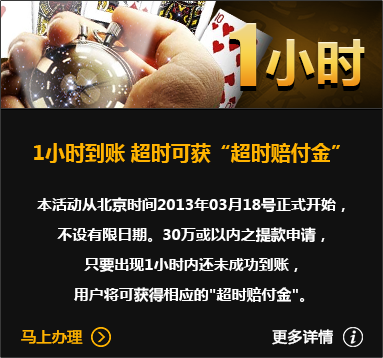 1小时
1小时到账 超时可获“超时赔付金”
本活动从北京时间2013年03月18号正式开始，
不设有限日期。30万或以内之提款申请，
只要出现1小时内还未成功到账，
用户将可获得相应的"超时赔付金"。
马上办理
更多详情